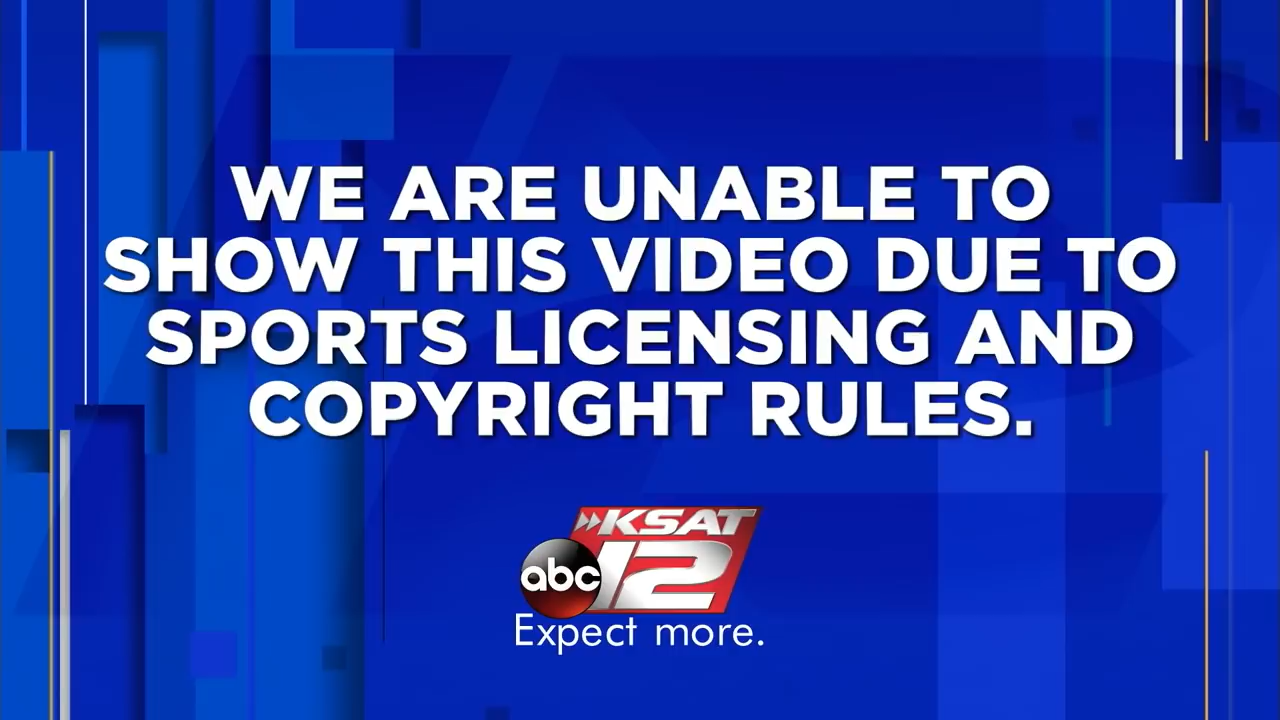 WE ARE UNABLE TO
SHOW THIS VIDEO DUE TO
SPORTS LICENSING AND
COPYRIGHT RULES.
KSAT
abc 12
Expect more.